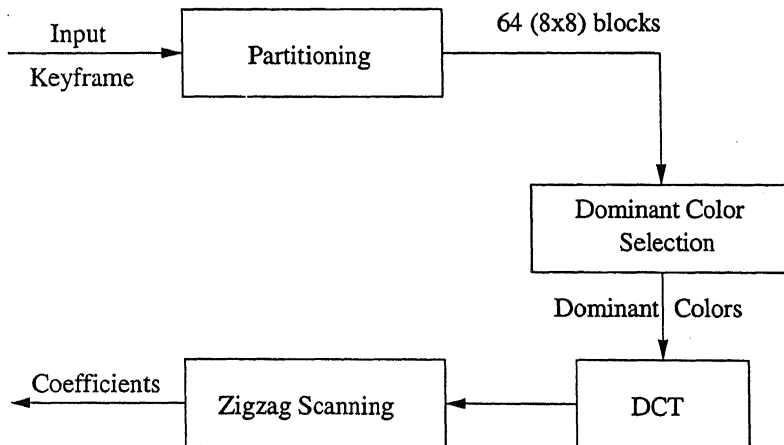 Input
Keyframe
Partitioning
64 (8x8) blocks
Dominant Color
Selection
Dominant Colors
DCT
Zigzag Scanning
Coefficients